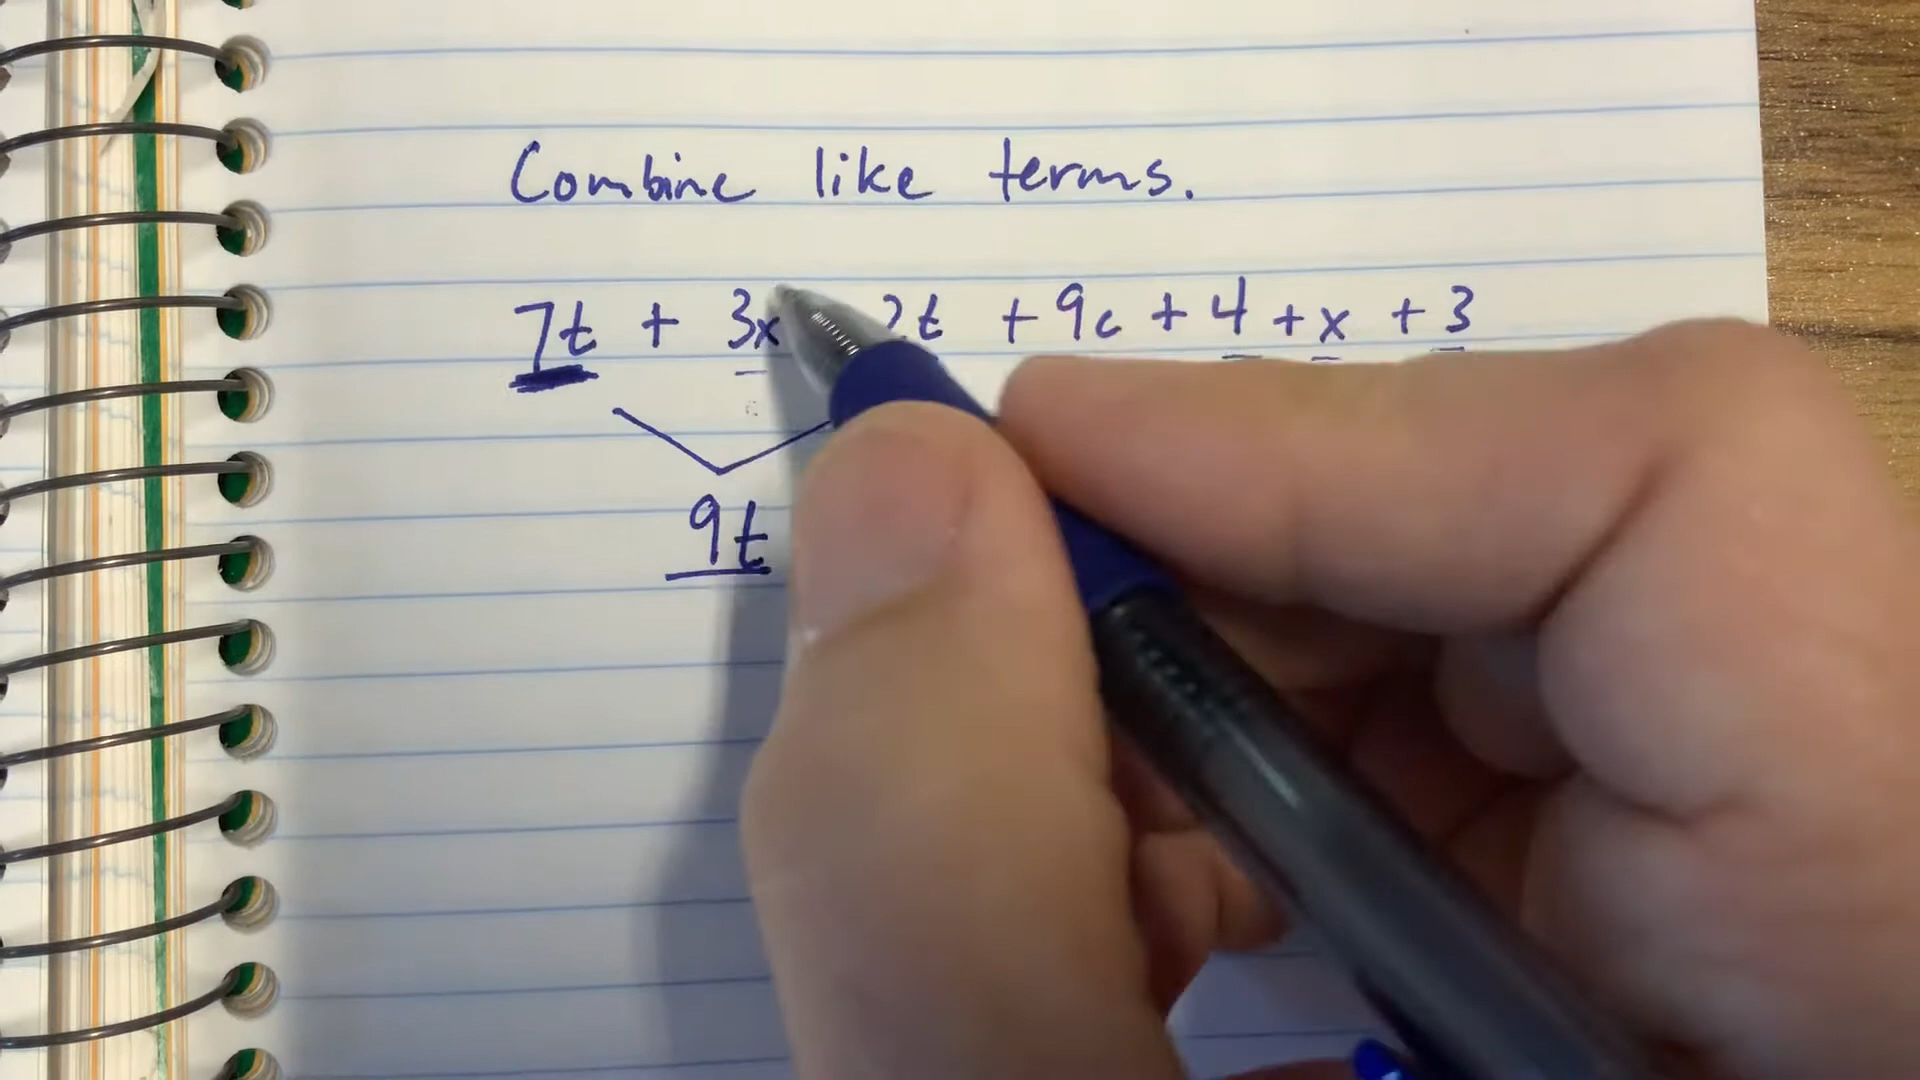 Combine like terms.
7t + 3x 2t + 9c + 4 + x + 3
9t